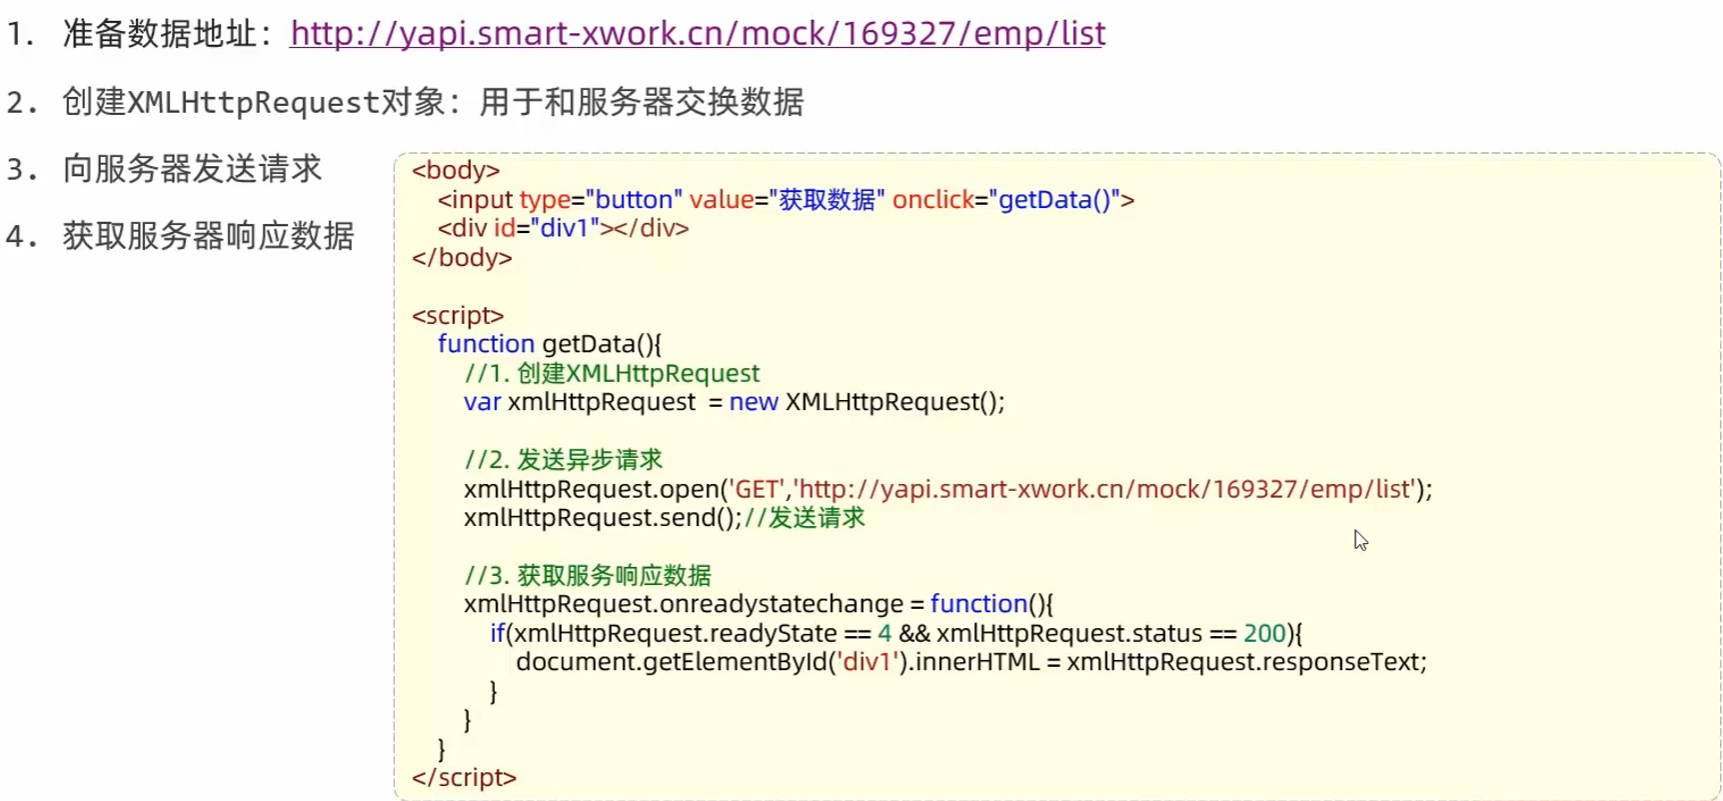 1. 准备数据地址：http://yapi.smart-xwork.cn/mock/169327/emp/list
2. 创建XMLHttpRequest对象：用于和服务器交换数据
3. 向服务器发送请求
4. 获取服务器响应数据
<body>
<input type="button" value="获取数据" onclick="getData()">
<div id="div1"></div>
</body>
<script>
function getData(){
//1. 创建XMLHttpRequest
var xmlHttpRequest = new XMLHttpRequest();
//2. 发送异步请求
xmlHttpRequest.open('GET','http://yapi.smart-xwork.cn/mock/169327/emp/list');
xmlHttpRequest.send();//发送请求
//3. 获取服务响应数据
xmlHttpRequest.onreadystatechange = function(){
if(xmlHttpRequest.readyState == 4 && xmlHttpRequest.status == 200){
document.getElementById('div1').innerHTML = xmlHttpRequest.responseText;
}
}
}
</script>